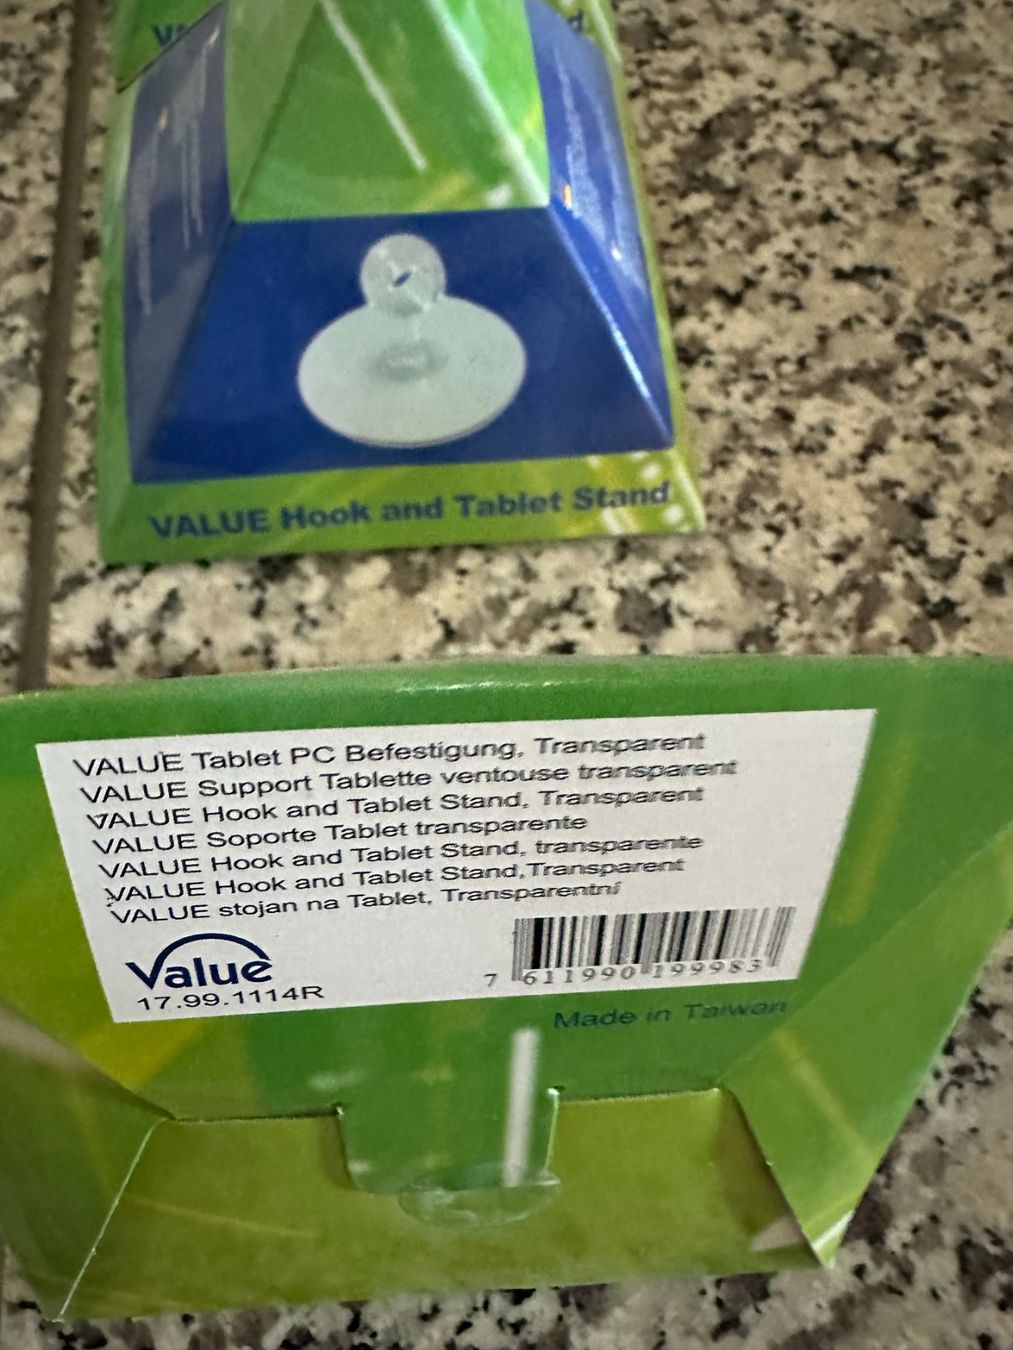 VALUE Hook and Tablet Stand
VALUE Tablet PC Befestigung, Transparent
VALUE Support Tablette ventouse transparent
VALUE Hook and Tablet Stand, Transparent
VALUE Soporte Tablet transparente
VALUE Hook and Tablet Stand, transparente
VALUE Hook and Tablet Stand,Transparent
VALUE stojan na Tablet, Transparentní
Value
17.99.1114R
7 611990 199983
Made in Taiwan